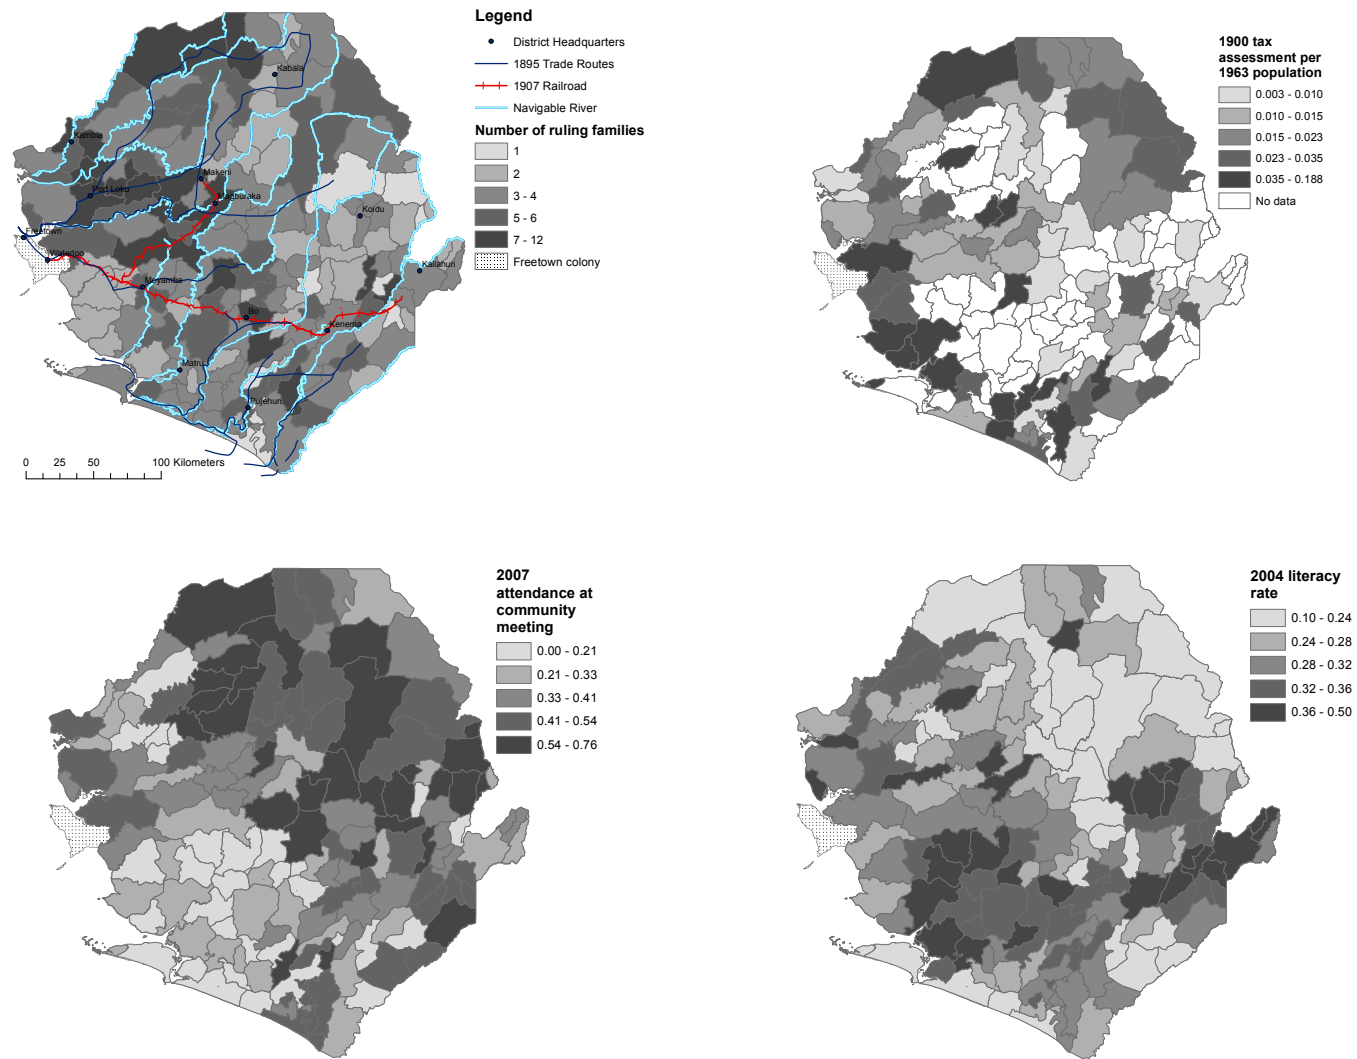 Legend
District Headquarters
1895 Trade Routes
1907 Railroad
Navigable River
Number of ruling families
1
2
3 - 4
5 - 6
7 - 12
Freetown colony
Kabala
Kambia
Makeni
Port Loko
Magburaka
Koidu
Freetown
Waterloo
Kailahun
Moyamba
Bo
Kenema
Matru
Pujehun
0 25 50 100 Kilometers
1900 tax
assessment per
1963 population
0.003 - 0.010
0.010 - 0.015
0.015 - 0.023
0.023 - 0.035
0.035 - 0.188
No data
2007
attendance at
community
meeting
0.00 - 0.21
0.21 - 0.33
0.33 - 0.41
0.41 - 0.54
0.54 - 0.76
2004 literacy
rate
0.10 - 0.24
0.24 - 0.28
0.28 - 0.32
0.32 - 0.36
0.36 - 0.50